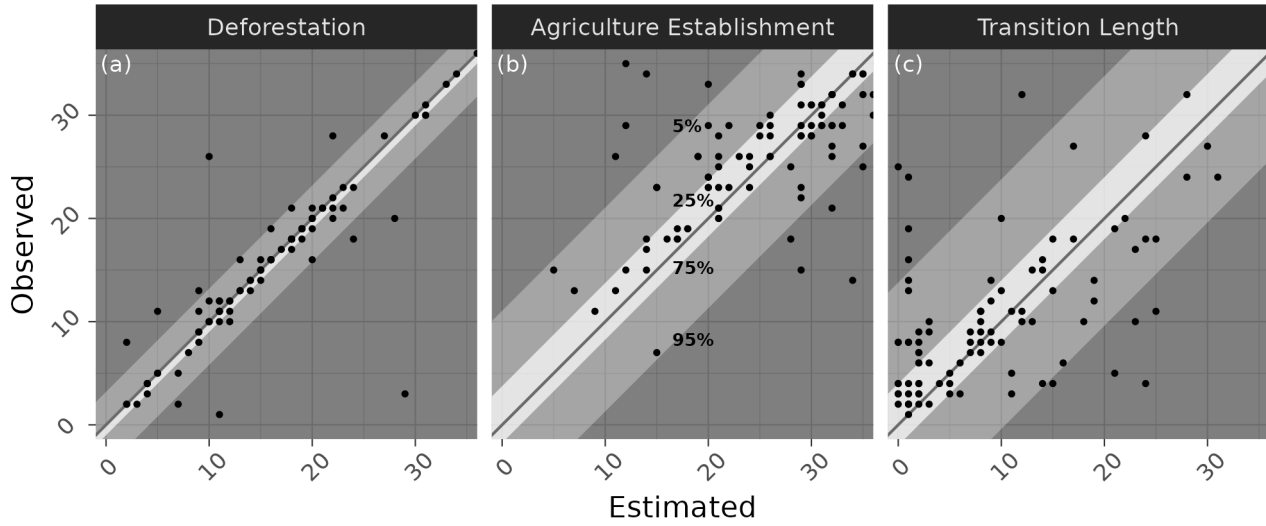 Deforestation
Agriculture Establishment
Transition Length
(a)
(b)
(c)
Observed
30
20
10
0
5%
25%
75%
95%
0
10
20
30
0
10
20
30
0
10
20
30
Estimated